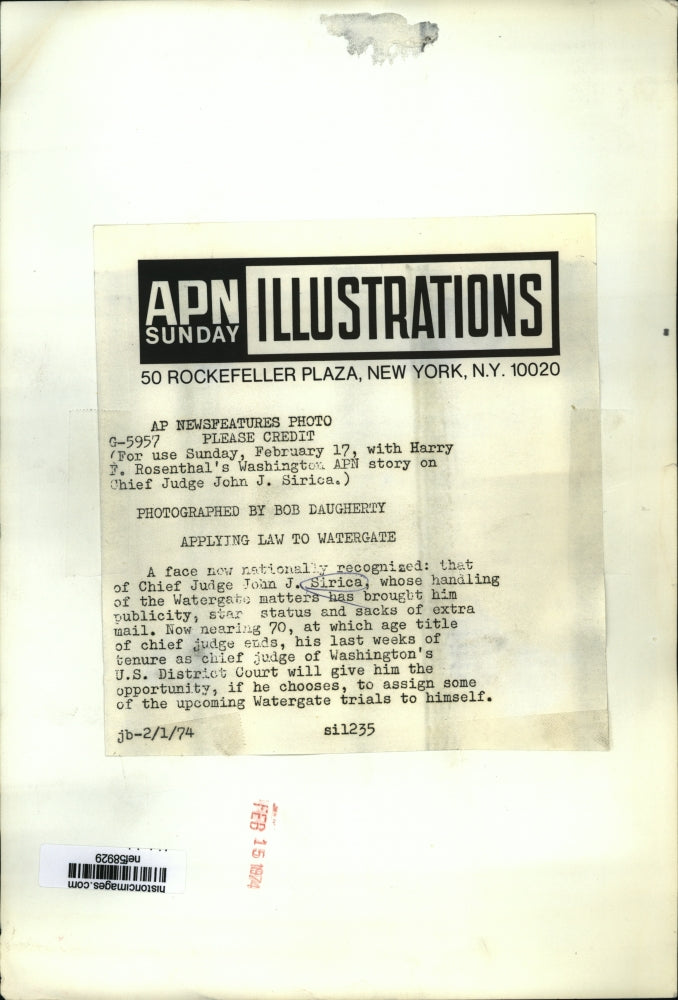 APN
SUNDAY
ILLUSTRATIONS
50 ROCKEFELLER PLAZA, NEW YORK, N.Y. 10020
AP NEWSFEATURES PHOTO
G-5957 PLEASE CREDIT
(For use Sunday, February 17, with Harry
F. Rosenthal's Washington APN story on
Chief Judge John J. Sirica.)
PHOTOGRAPHED BY BOB DAUGHERTY
APPLYING LAW TO WATERGATE
A face now nationally recognized: that
of Chief Judge John J. Sirica, whose handling
of the Watergate matters has brought him
publicity, star status and sacks of extra
mail. Now nearing 70, at which age title
of chief judge ends, his last weeks of
tenure as chief judge of Washington's
U.S. District Court will give him the
opportunity, if he chooses, to assign some
of the upcoming Watergate trials to himself.
jb-2/1/74 si1235
FEB 15 1974
historicimages.com
nef58929